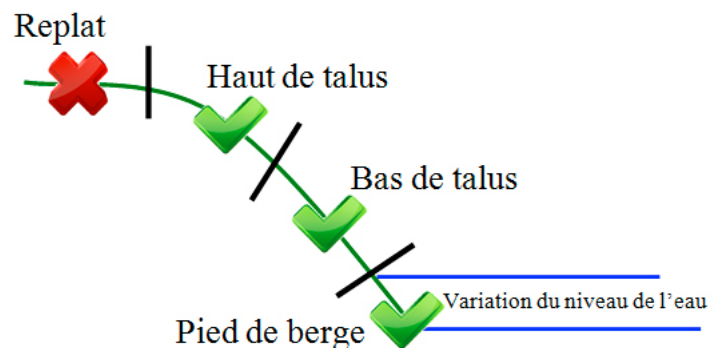 Replat
Haut de talus
Bas de talus
Variation du niveau de l'eau
Pied de berge